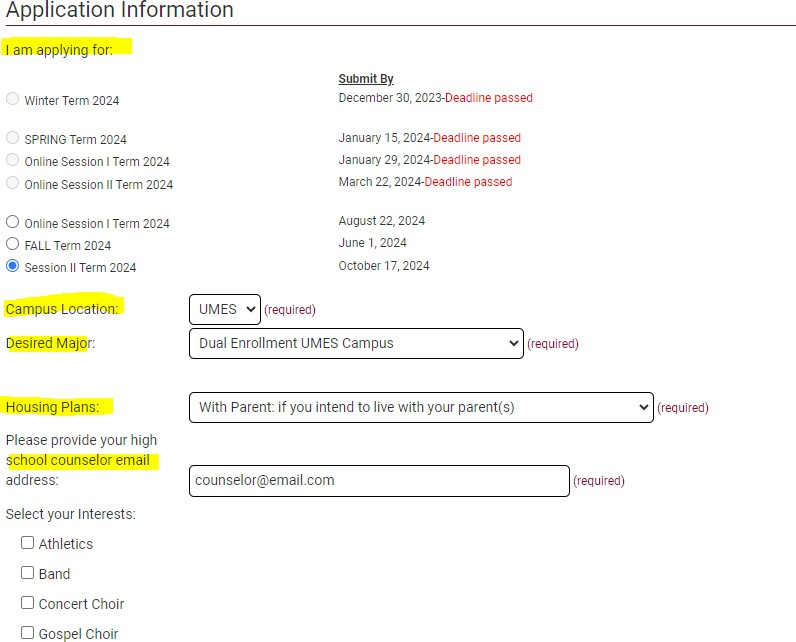 Application Information
I am applying for:
Submit By
Winter Term 2024 December 30, 2023-Deadline passed
SPRING Term 2024 January 15, 2024-Deadline passed
Online Session I Term 2024 January 29, 2024-Deadline passed
Online Session II Term 2024 March 22, 2024-Deadline passed
Online Session I Term 2024 August 22, 2024
FALL Term 2024 June 1, 2024
Session II Term 2024 October 17, 2024
Campus Location: UMES (required)
Desired Major: Dual Enrollment UMES Campus (required)
Housing Plans: With Parent: if you intend to live with your parent(s) (required)
Please provide your high
school counselor email
address: counselor@email.com (required)
Select your Interests:
Athletics
Band
Concert Choir
Gospel Choir